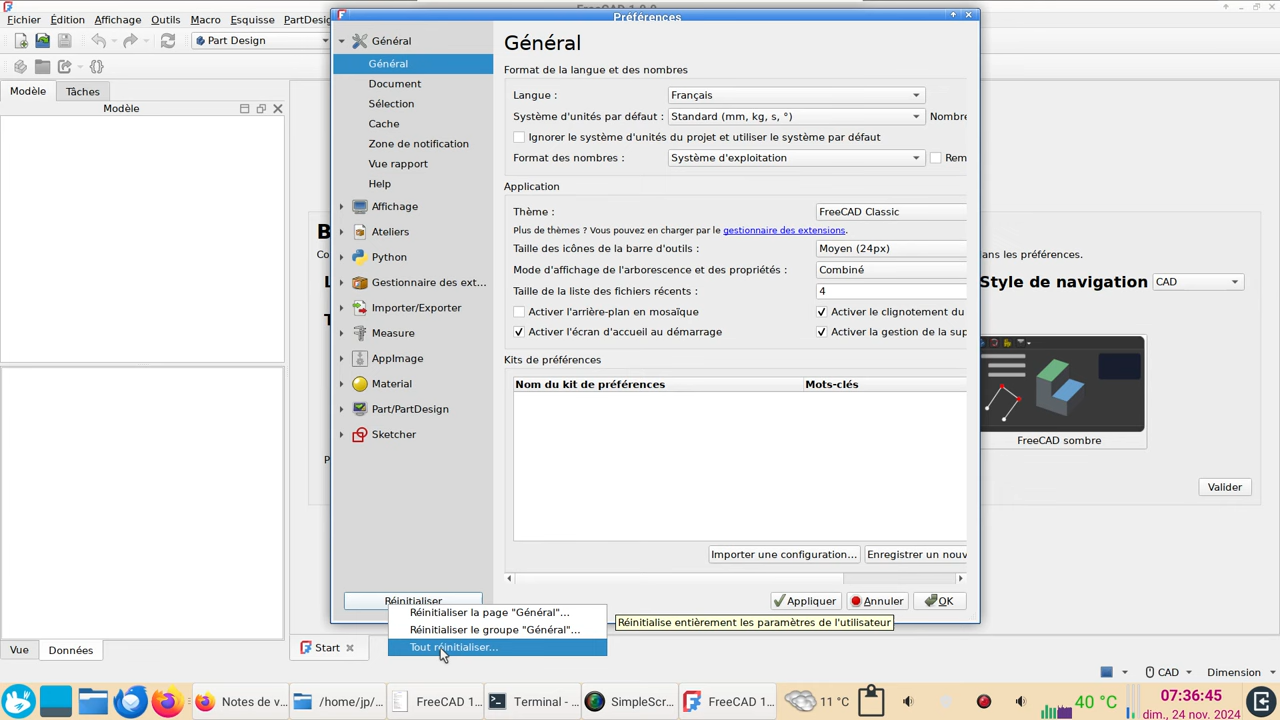 Préférences
Fichier Édition Affichage Outils Macro Esquisse PartDesign
Part Design
Modèle Tâches
Modèle
Général
Général
Document
Sélection
Cache
Zone de notification
Vue rapport
Help
Affichage
Ateliers
Python
Gestionnaire des ext...
Importer/Exporter
Measure
AppImage
Material
Part/PartDesign
Sketcher
Réinitialiser
Général
Format de la langue et des nombres
Langue : Français
Système d'unités par défaut : Standard (mm, kg, s, °) Nombre
Ignorer le système d'unités du projet et utiliser le système par défaut
Format des nombres : Système d'exploitation Rem
Application
Thème : FreeCAD Classic
Plus de thèmes ? Vous pouvez en charger par le gestionnaire des extensions.
Taille des icônes de la barre d'outils : Moyen (24px)
Mode d'affichage de l'arborescence et des propriétés : Combiné
Taille de la liste des fichiers récents : 4
Activer l'arrière-plan en mosaïque Activer le clignotement du
Activer l'écran d'accueil au démarrage Activer la gestion de la sup
Kits de préférences
Nom du kit de préférences Mots-clés
Importer une configuration... Enregistrer un nouv
Appliquer Annuler OK
Réinitialiser la page "Général"...
Réinitialiser le groupe "Général"...
Tout réinitialiser...
Réinitialise entièrement les paramètres de l'utilisateur
ans les préférences.
Style de navigation CAD
FreeCAD sombre
Valider
Vue Données
Start
CAD Dimension
Notes de v... /home/jp/... FreeCAD 1... Terminal -... SimpleScr... FreeCAD 1... 11 °C 40 °C
07:36:45
dim., 24 nov. 2024